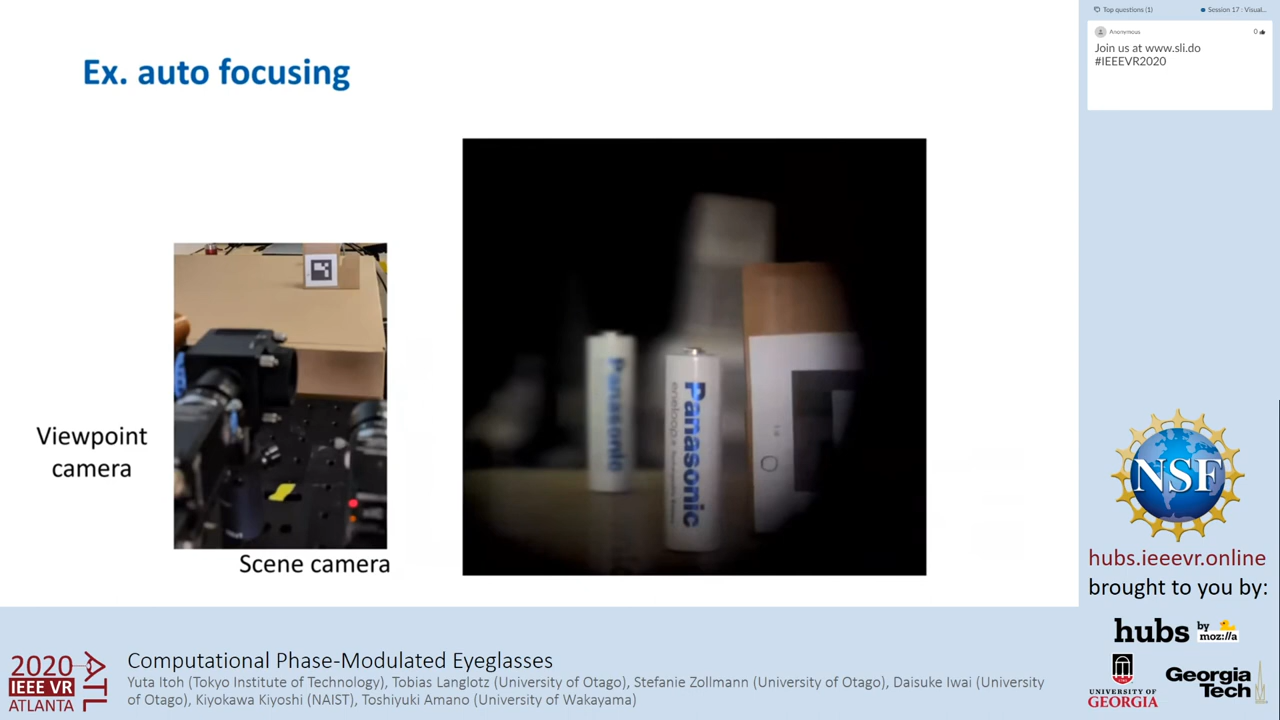 Ex. auto focusing
Viewpoint
camera
Scene camera
Panasonic
Panasonic
eneloop
Top questions (1)
Session 17 : Visual...
Anonymous
0
Join us at www.sli.do
#IEEEVR2020
NSF
hubs.ieeevr.online
brought to you by:
hubs by moz://a
UNIVERSITY OF
GEORGIA
Georgia
Tech
2020
IEEE VR
ATLANTA
ATL
Computational Phase-Modulated Eyeglasses
Yuta Itoh (Tokyo Institute of Technology), Tobias Langlotz (University of Otago), Stefanie Zollmann (University of Otago), Daisuke Iwai (University
of Otago), Kiyokawa Kiyoshi (NAIST), Toshiyuki Amano (University of Wakayama)